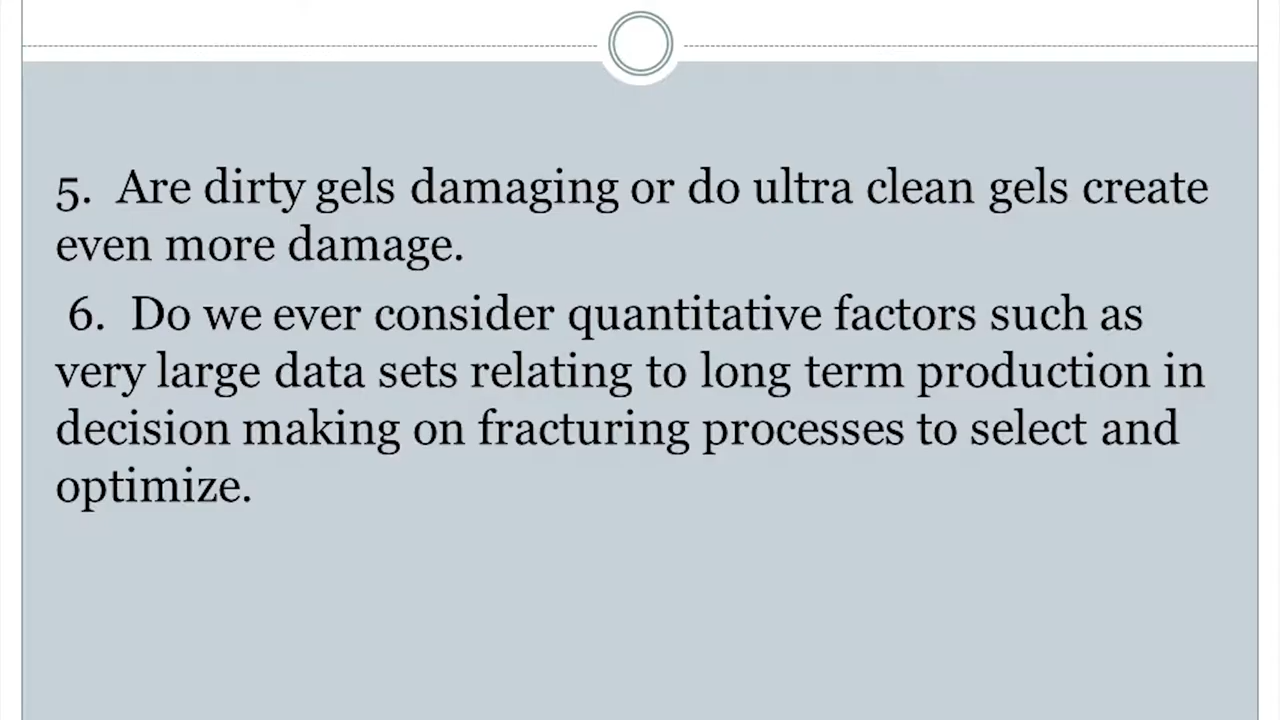 5. Are dirty gels damaging or do ultra clean gels create
even more damage.
6. Do we ever consider quantitative factors such as
very large data sets relating to long term production in
decision making on fracturing processes to select and
optimize.